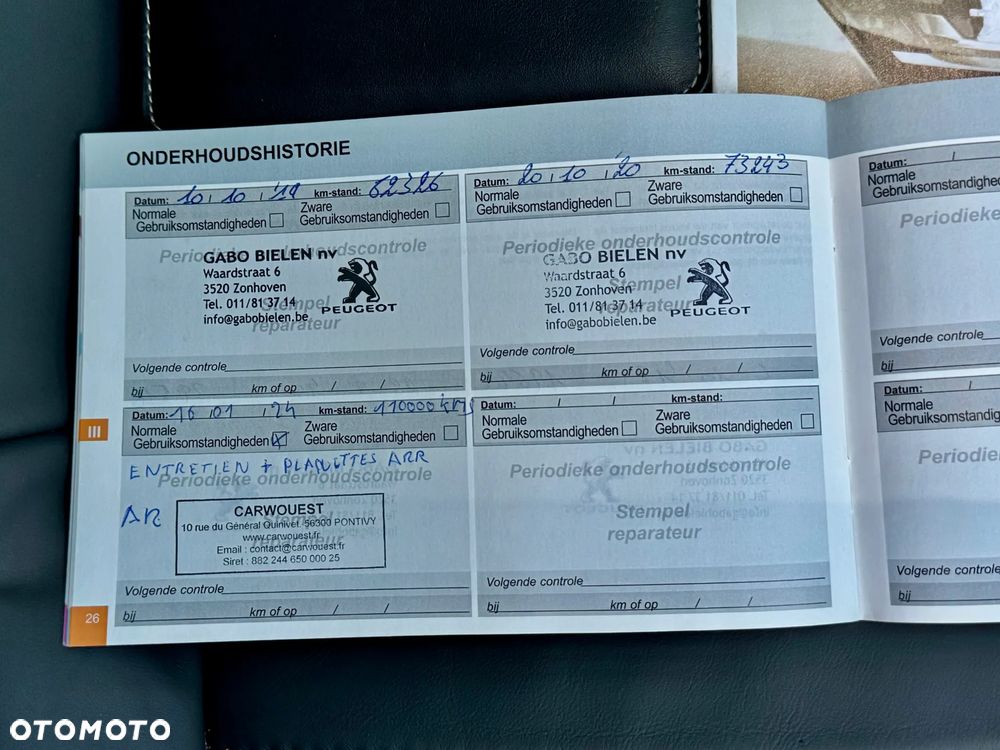 ONDERHOUDSHISTORIE
Datum: 10, 10, '19 km-stand: 62326
Normale Gebruiksomstandigheden
Zware Gebruiksomstandigheden
Periodieke onderhoudscontrole
GABO BIELEN nv
Waardstraat 6
3520 Zonhoven
Tel. 011/81 37 14
info@gabobielen.be
PEUGEOT
Stempel
reparateur
Volgende controle
bij km of op / /
Datum: 20, 10, '20 km-stand: 73243
Normale Gebruiksomstandigheden
Zware Gebruiksomstandigheden
Periodieke onderhoudscontrole
GABO BIELEN nv
Waardstraat 6
3520 Zonhoven
Tel. 011/81 37 14
info@gabobielen.be
PEUGEOT
Stempel
reparateur
Volgende controle
bij km of op / /
III
Datum: 16, 01, 24 km-stand: 110000 kms
Normale Gebruiksomstandigheden
Zware Gebruiksomstandigheden
ENTRETIEN + PLAQUETTES ARR
Periodieke onderhoudscontrole
AR
CARWOUEST
10 rue du Général Quinivet. 56300 PONTIVY
www.carwouest.fr
Email : contact@carwouest.fr
Siret : 882 244 650 000 25
Stempel
reparateur
Volgende controle
bij km of op / /
Datum: / / km-stand:
Normale Gebruiksomstandigheden
Zware Gebruiksomstandigheden
Periodieke onderhoudscontrole
Stempel
reparateur
Volgende controle
bij km of op / /
26
Datum: /
Normale
Gebruiksomstandighede
Periodi
Volgende controle
bij
Datum: /
Normale
Gebruiksomstandighed
Periodie
Volgende controle
bij
OTOMOTO